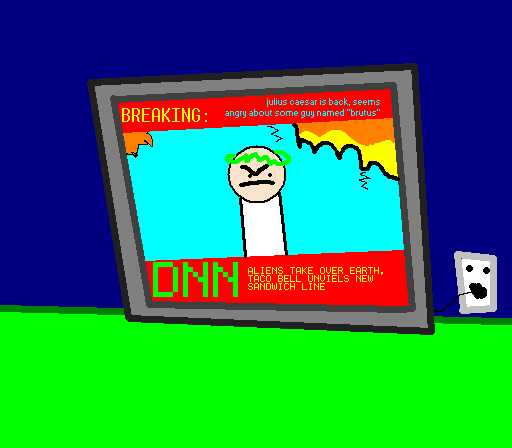 BREAKING:
julius caesar is back, seems
angry about some guy named "brutus"
DNN
ALIENS TAKE OVER EARTH,
TACO BELL UNVIELS NEW
SANDWICH LINE